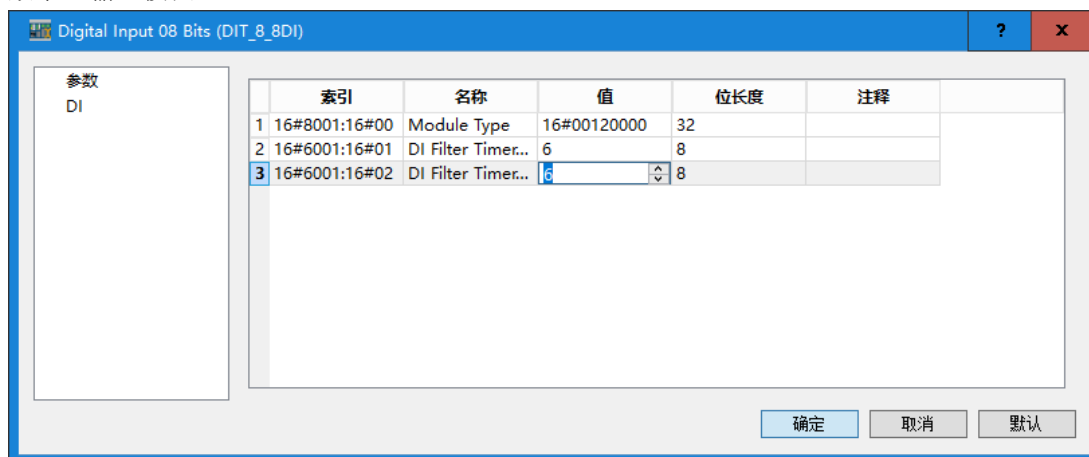 Digital Input 08 Bits (DIT_8_8DI) ? x
参数
DI
索引 名称 值 位长度 注释
1 16#8001:16#00 Module Type 16#00120000 32
2 16#6001:16#01 DI Filter Timer... 6 8
3 16#6001:16#02 DI Filter Timer... 6 8
确定 取消 默认